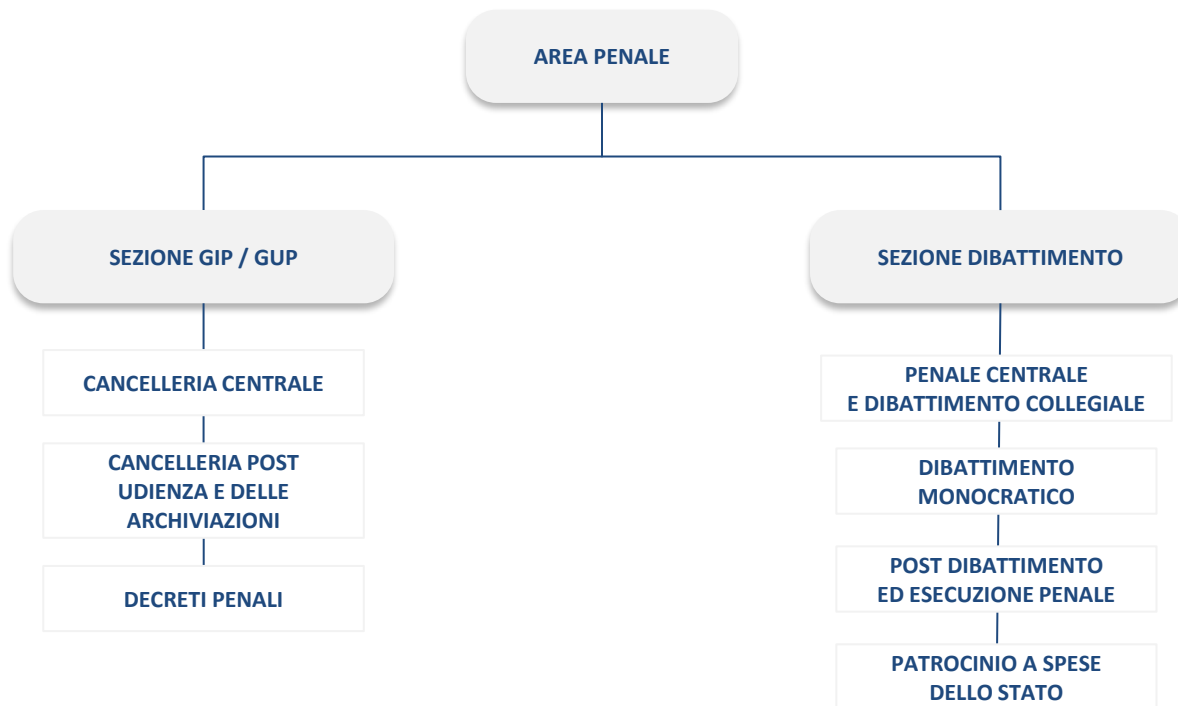 AREA PENALE
SEZIONE GIP / GUP
CANCELLERIA CENTRALE
CANCELLERIA POST
UDIENZA E DELLE
ARCHIVIAZIONI
DECRETI PENALI
SEZIONE DIBATTIMENTO
PENALE CENTRALE
E DIBATTIMENTO COLLEGIALE
DIBATTIMENTO
MONOCRATICO
POST DIBATTIMENTO
ED ESECUZIONE PENALE
PATROCINIO A SPESE
DELLO STATO